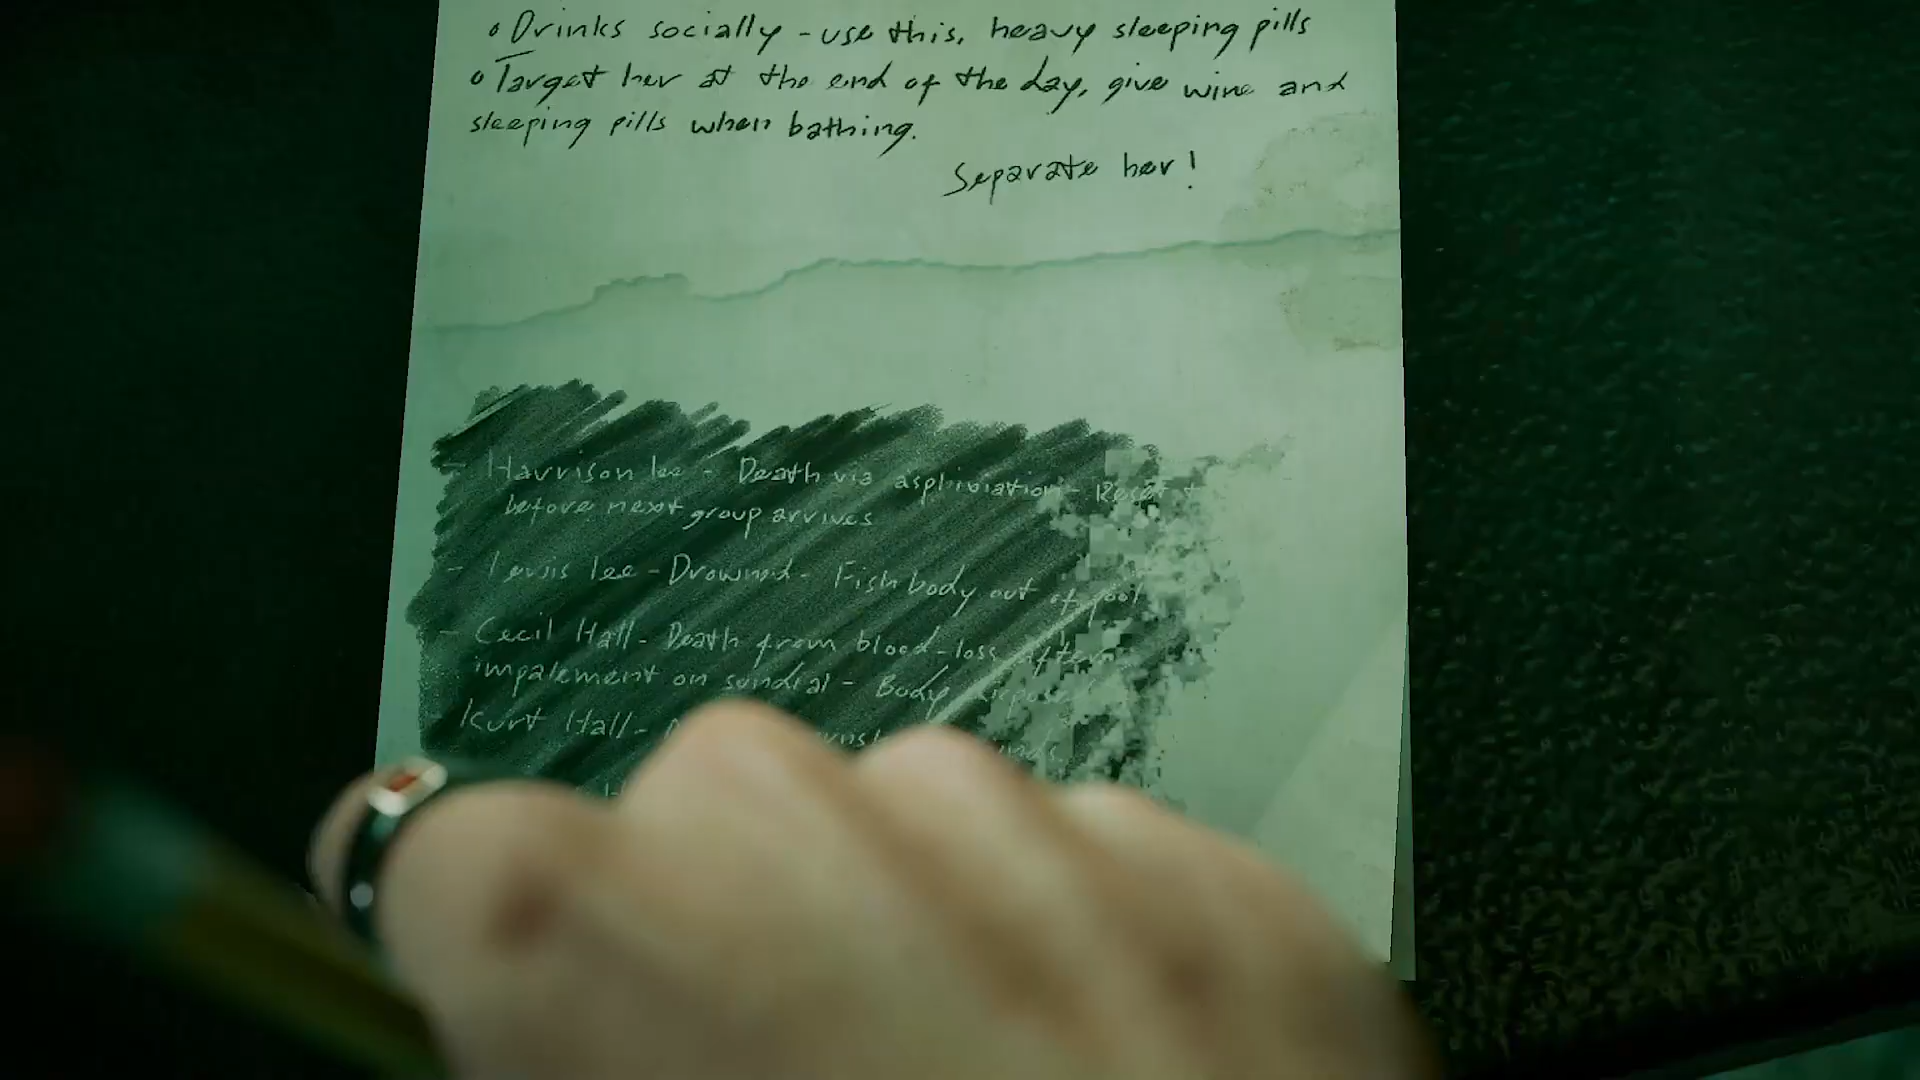 • Drinks socially - use this, heavy sleeping pills
• Target her at the end of the day, give wine and
sleeping pills when bathing.
Separate her!
- Harrison Lee - Death via asphixiation - Reset
before next group arrives
- Lewis Lee - Drowned - Fish body out of pool
- Cecil Hall - Death from blood-loss after
impalement on sundial - Body
Kurt Hall -